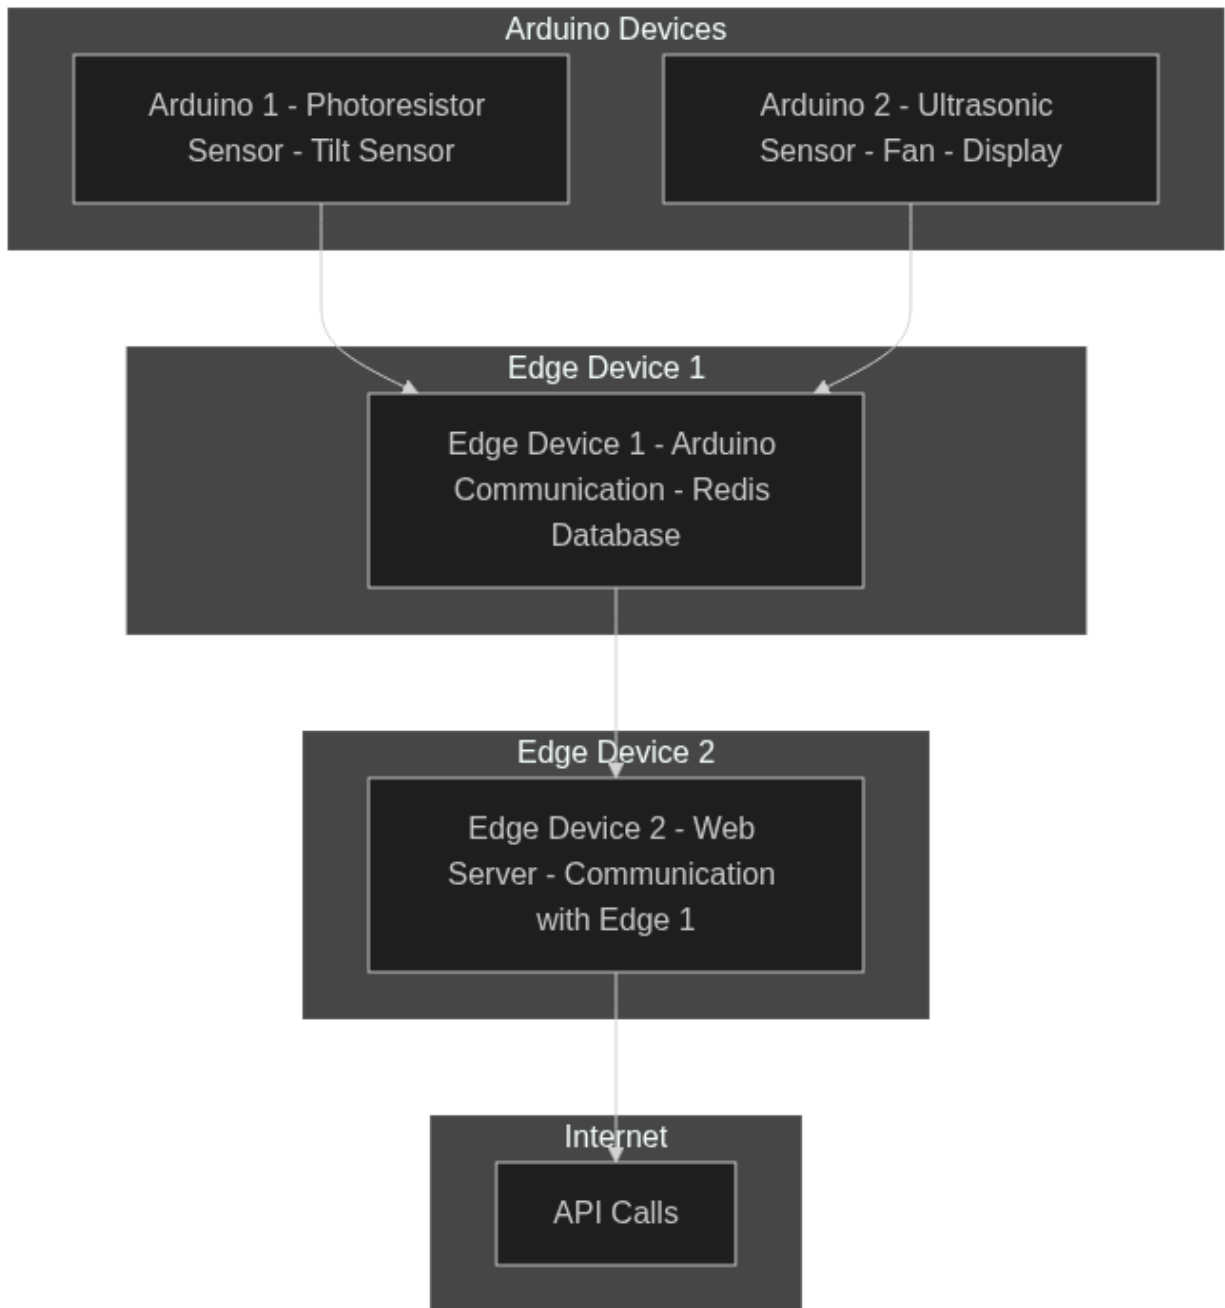 Arduino Devices
Arduino 1 - Photoresistor
Sensor - Tilt Sensor
Arduino 2 - Ultrasonic
Sensor - Fan - Display
Edge Device 1
Edge Device 1 - Arduino
Communication - Redis
Database
Edge Device 2
Edge Device 2 - Web
Server - Communication
with Edge 1
Internet
API Calls